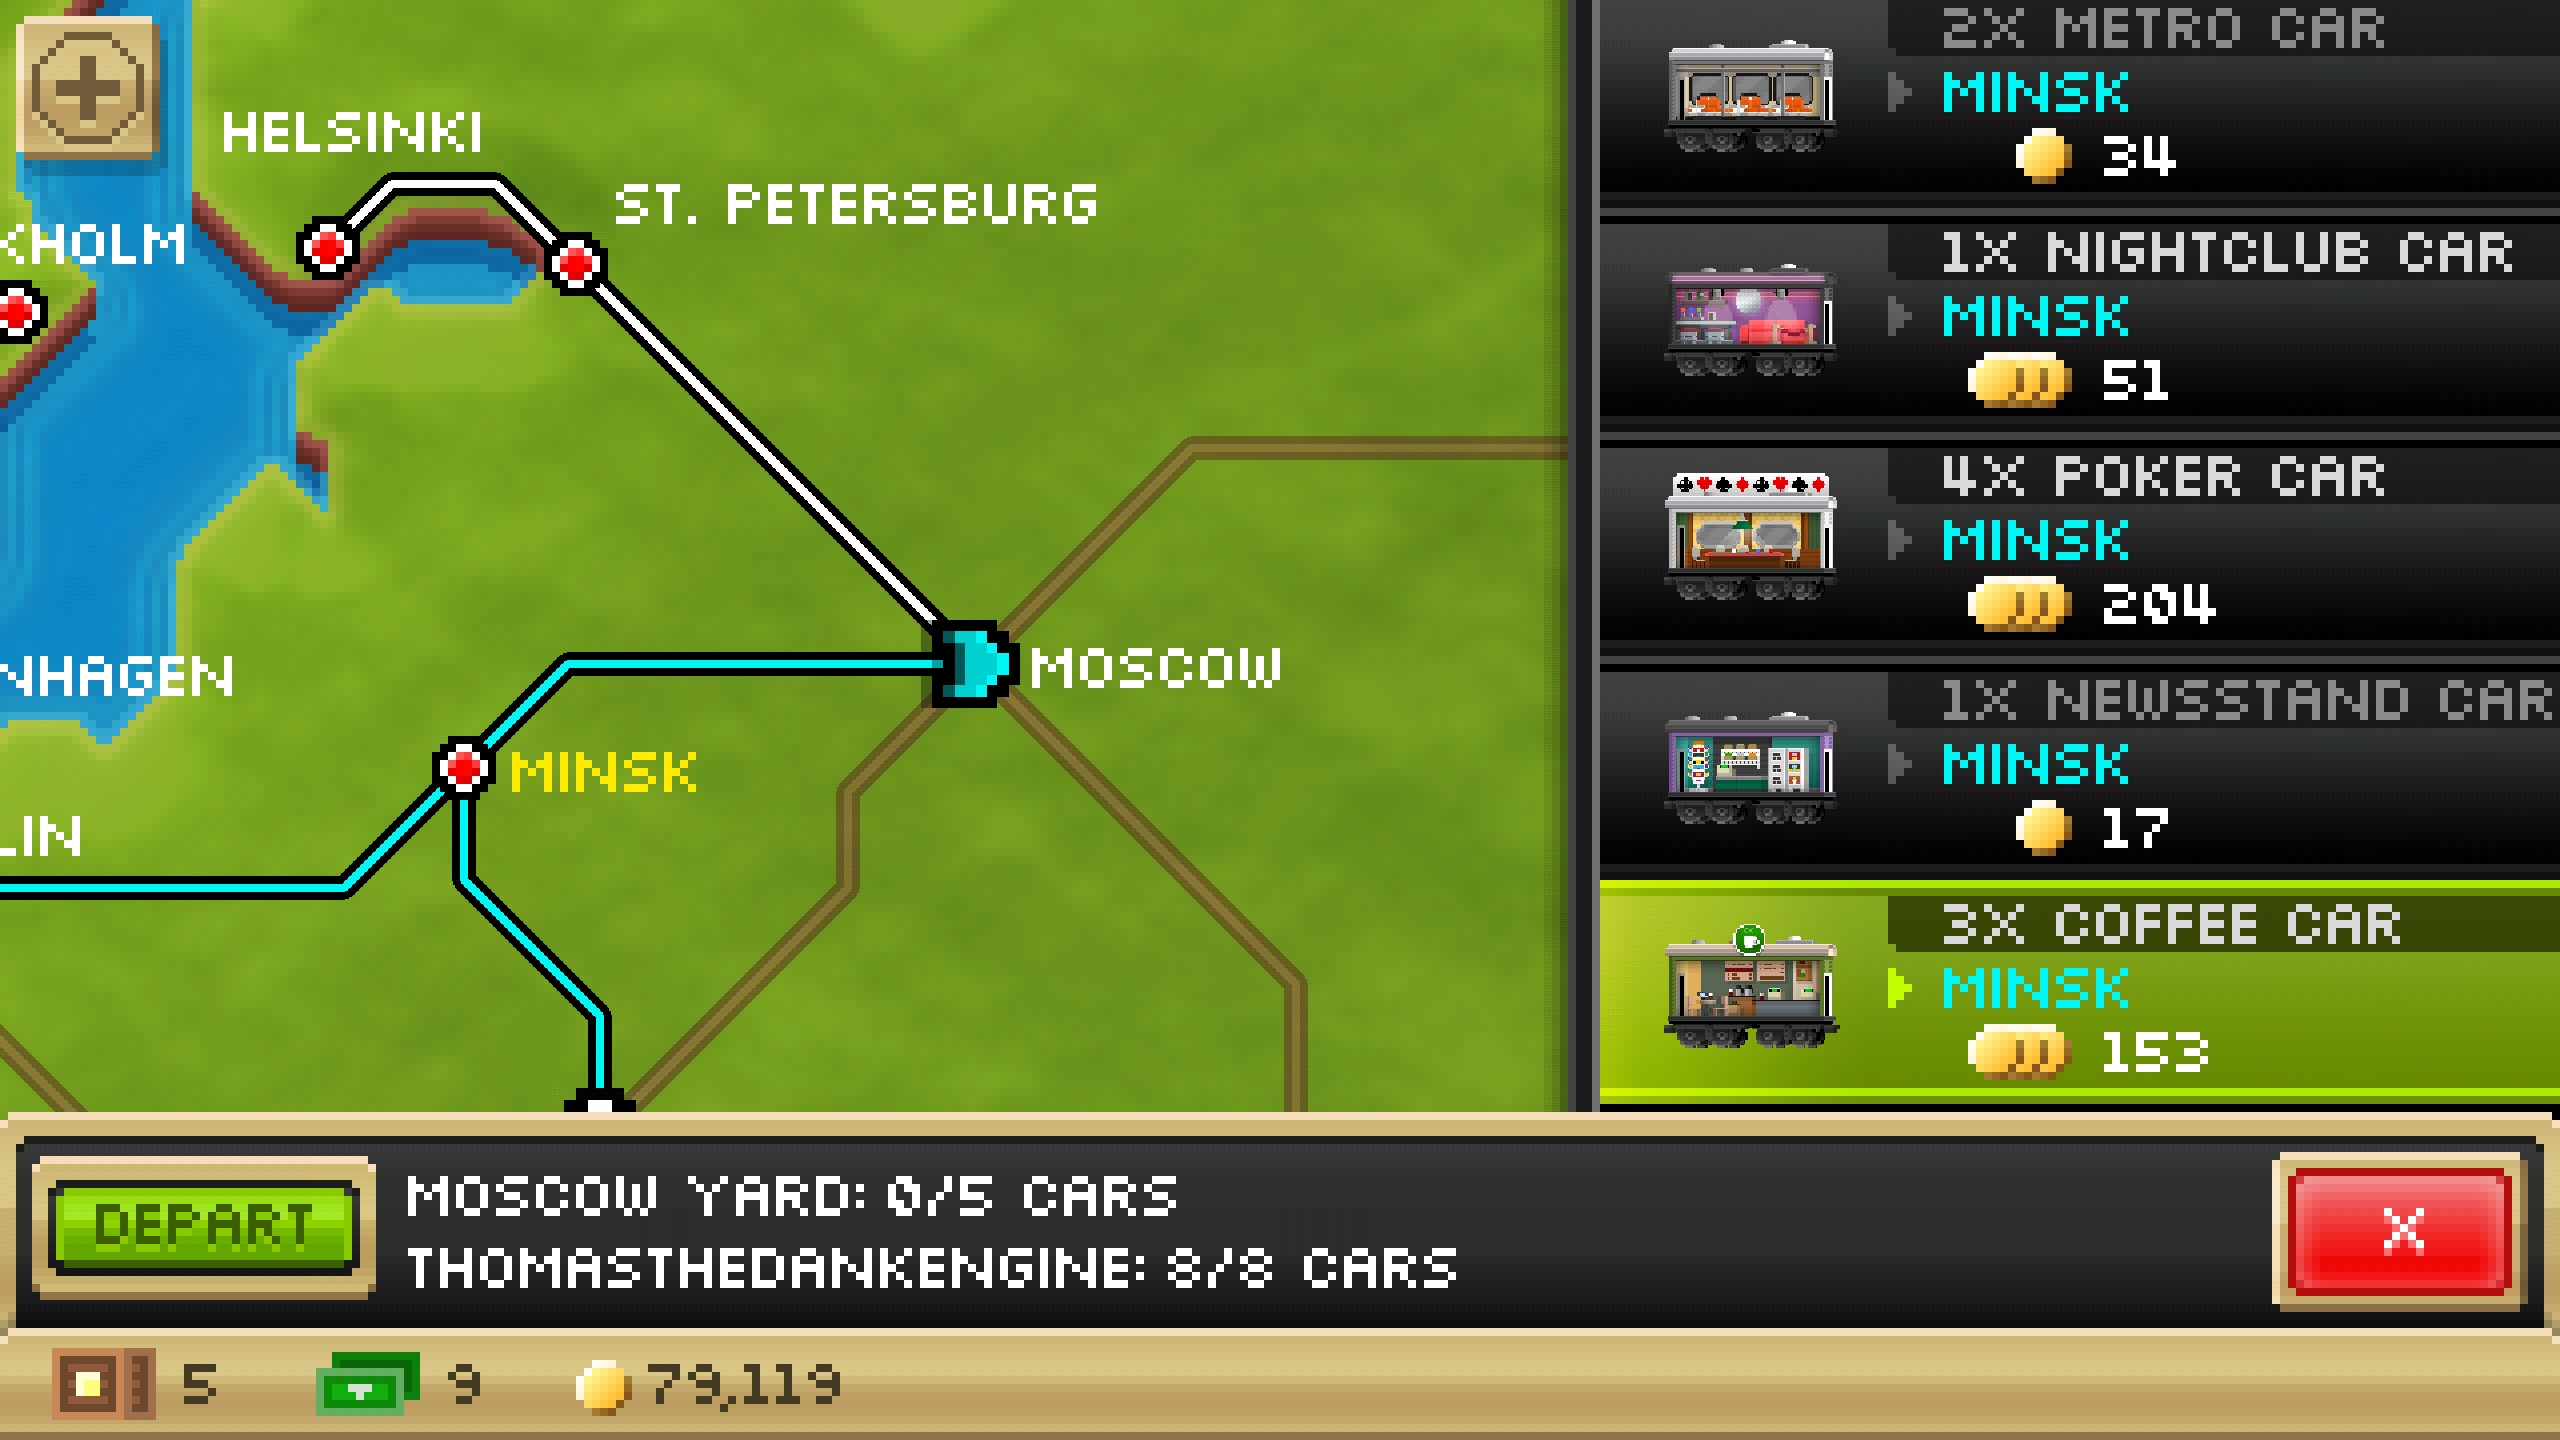 HELSINKI
ST. PETERSBURG
KHOLM
NHAGEN
MOSCOW
MINSK
LIN
2X METRO CAR
MINSK
34
1X NIGHTCLUB CAR
MINSK
51
4X POKER CAR
MINSK
204
1X NEWSSTAND CAR
MINSK
17
3X COFFEE CAR
MINSK
153
DEPART
MOSCOW YARD: 0/5 CARS
THOMASTHEDANKENGINE: 8/8 CARS
X
5 9 79,119